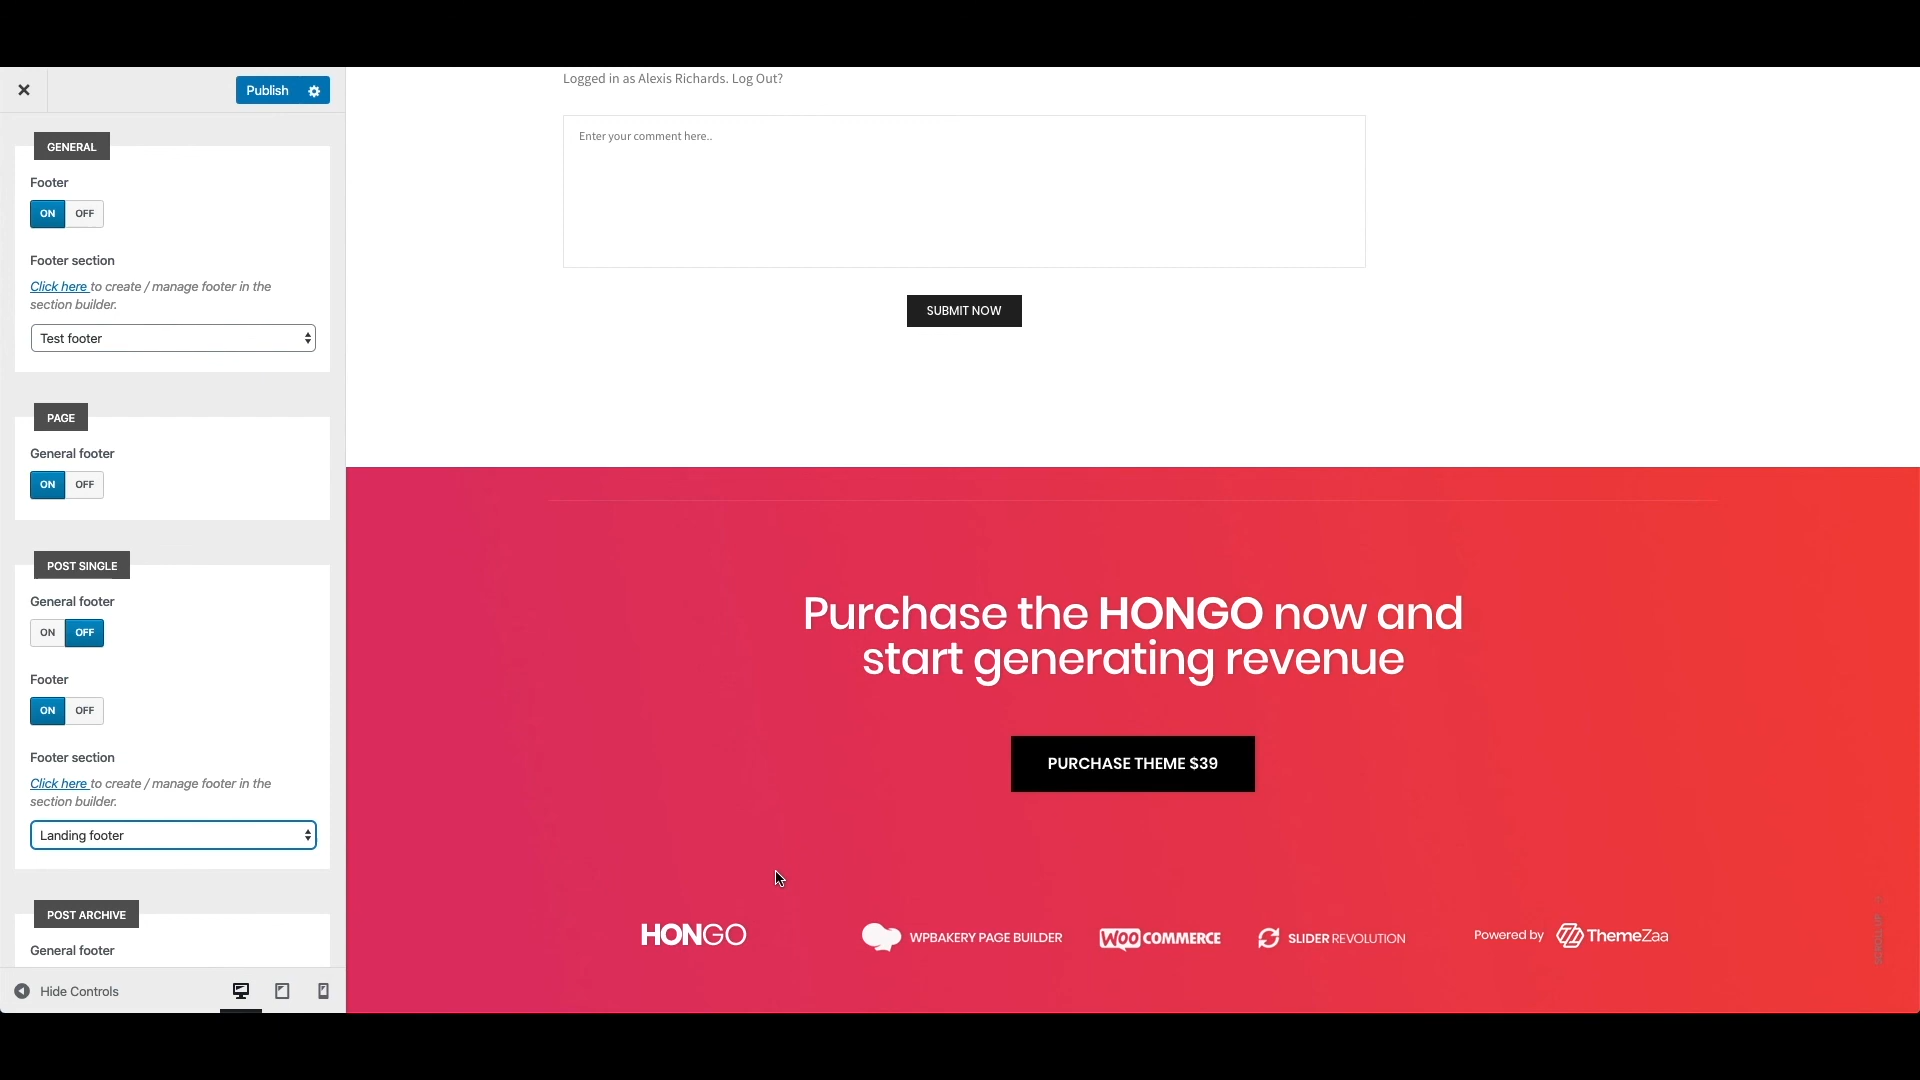 Publish
GENERAL
Footer
ON OFF
Footer section
Click here to create / manage footer in the
section builder.
Test footer
PAGE
General footer
ON OFF
POST SINGLE
General footer
ON OFF
Footer
ON OFF
Footer section
Click here to create / manage footer in the
section builder.
Landing footer
POST ARCHIVE
General footer
Hide Controls
Logged in as Alexis Richards. Log Out?
Enter your comment here..
SUBMIT NOW
Purchase the HONGO now and
start generating revenue
PURCHASE THEME $39
HONGO
WPBAKERY PAGE BUILDER
WOO COMMERCE
SLIDER REVOLUTION
Powered by ThemeZaa
SCROLL UP